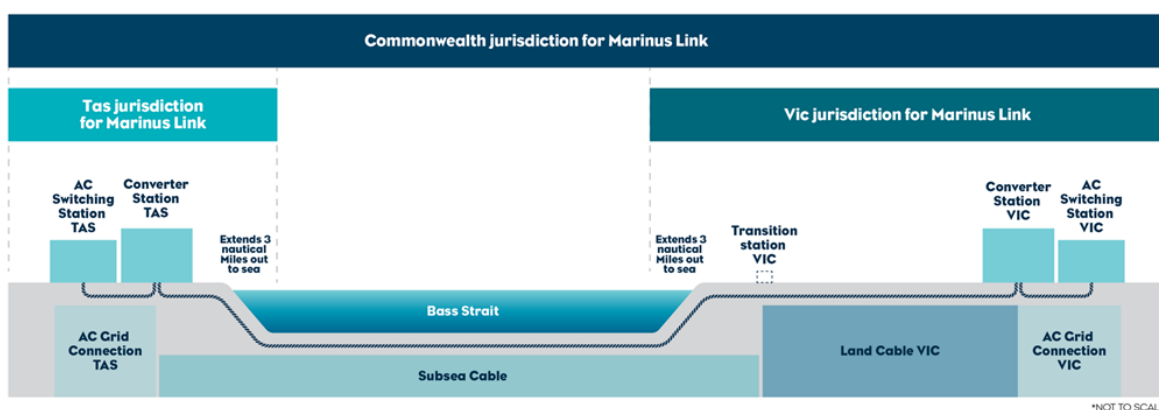 Commonwealth jurisdiction for Marinus Link
Tas jurisdiction
for Marinus Link
Vic jurisdiction for Marinus Link
AC
Switching
Station
TAS
Converter
Station
TAS
Extends 3
nautical
Miles out
to sea
Extends 3
nautical
Miles out
to sea
Transition
station
VIC
Converter
Station
VIC
AC
Switching
Station
VIC
Bass Strait
AC Grid
Connection
TAS
Subsea Cable
Land Cable VIC
AC Grid
Connection
VIC
*NOT TO SCAL